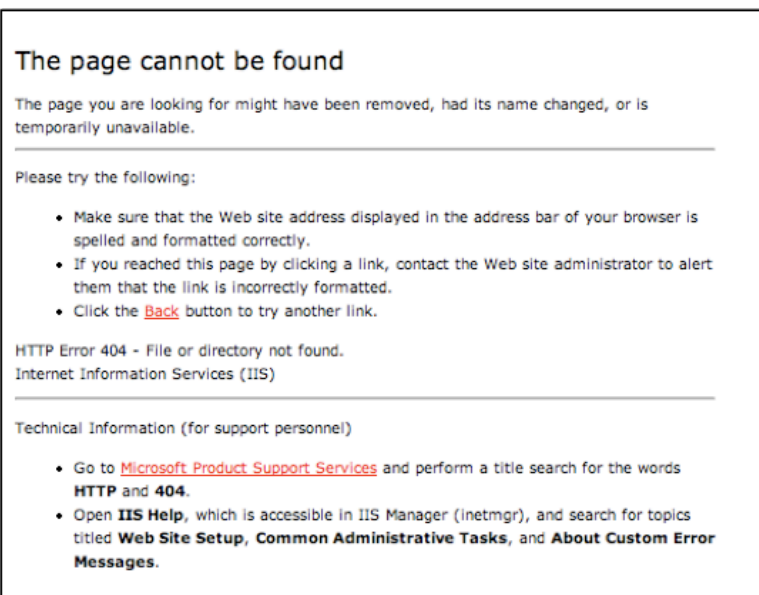 The page cannot be found
The page you are looking for might have been removed, had its name changed, or is
temporarily unavailable.
Please try the following:
• Make sure that the Web site address displayed in the address bar of your browser is
spelled and formatted correctly.
• If you reached this page by clicking a link, contact the Web site administrator to alert
them that the link is incorrectly formatted.
• Click the Back button to try another link.
HTTP Error 404 - File or directory not found.
Internet Information Services (IIS)
Technical Information (for support personnel)
• Go to Microsoft Product Support Services and perform a title search for the words
HTTP and 404.
• Open IIS Help, which is accessible in IIS Manager (inetmgr), and search for topics
titled Web Site Setup, Common Administrative Tasks, and About Custom Error
Messages.